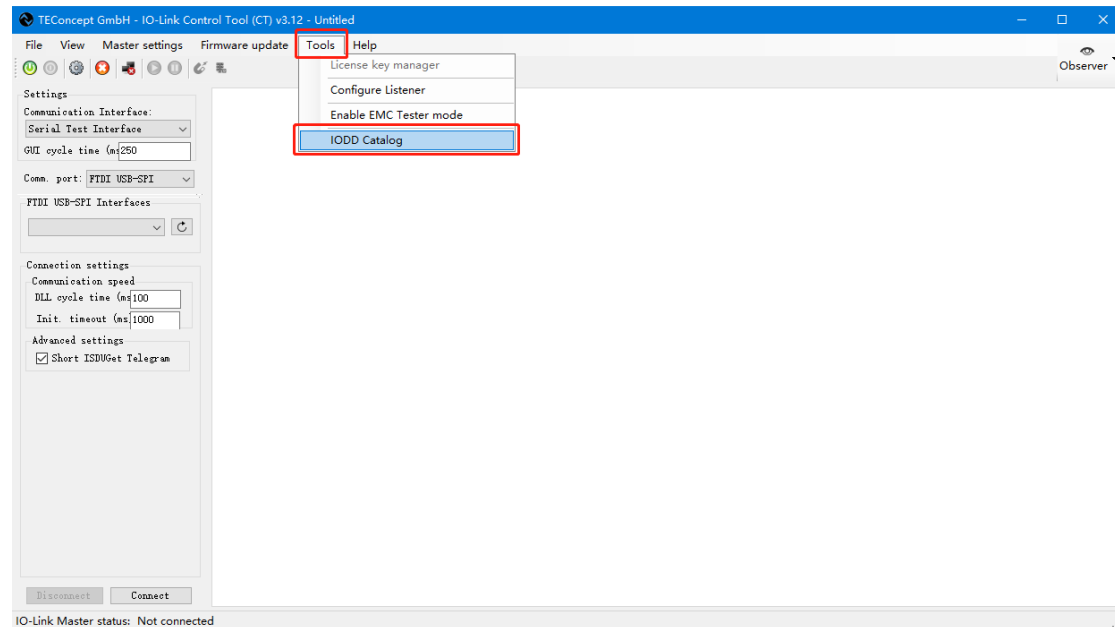 TEConcept GmbH - IO-Link Control Tool (CT) v3.12 - Untitled
File View Master settings Firmware update Tools Help
Observer
License key manager
Configure Listener
Enable EMC Tester mode
IODD Catalog
Settings
Communication Interface:
Serial Test Interface
GUI cycle time (ms 250
Comm. port: FTDI USB-SPI
FTDI USB-SPI Interfaces
Connection settings
Communication speed
DLL cycle time (ms 100
Init. timeout (ms 1000
Advanced settings
Short ISDUGet Telegram
Disconnect Connect
IO-Link Master status: Not connected